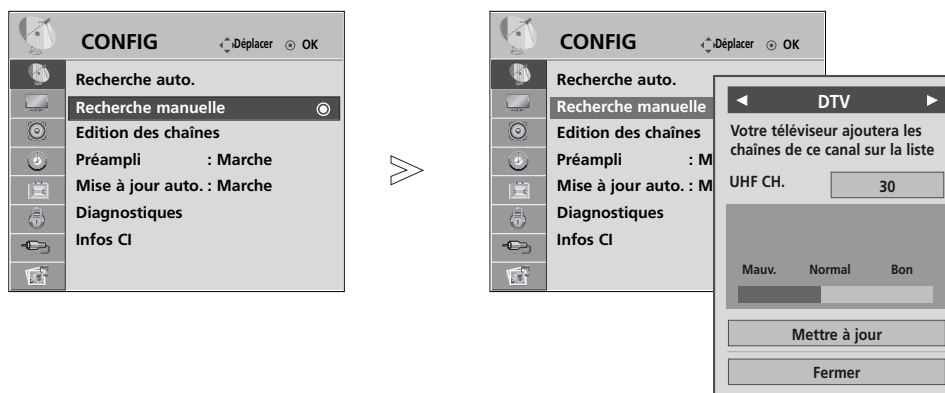 CONFIG Déplacer OK
Recherche auto.
Recherche manuelle
Edition des chaînes
Préampli : Marche
Mise à jour auto. : Marche
Diagnostiques
Infos CI
CONFIG Déplacer OK
Recherche auto.
Recherche manuelle
Edition des chaînes
Préampli : M
Mise à jour auto. : M
Diagnostiques
Infos CI
DTV
Votre téléviseur ajoutera les
chaînes de ce canal sur la liste
UHF CH. 30
Mauv. Normal Bon
Mettre à jour
Fermer